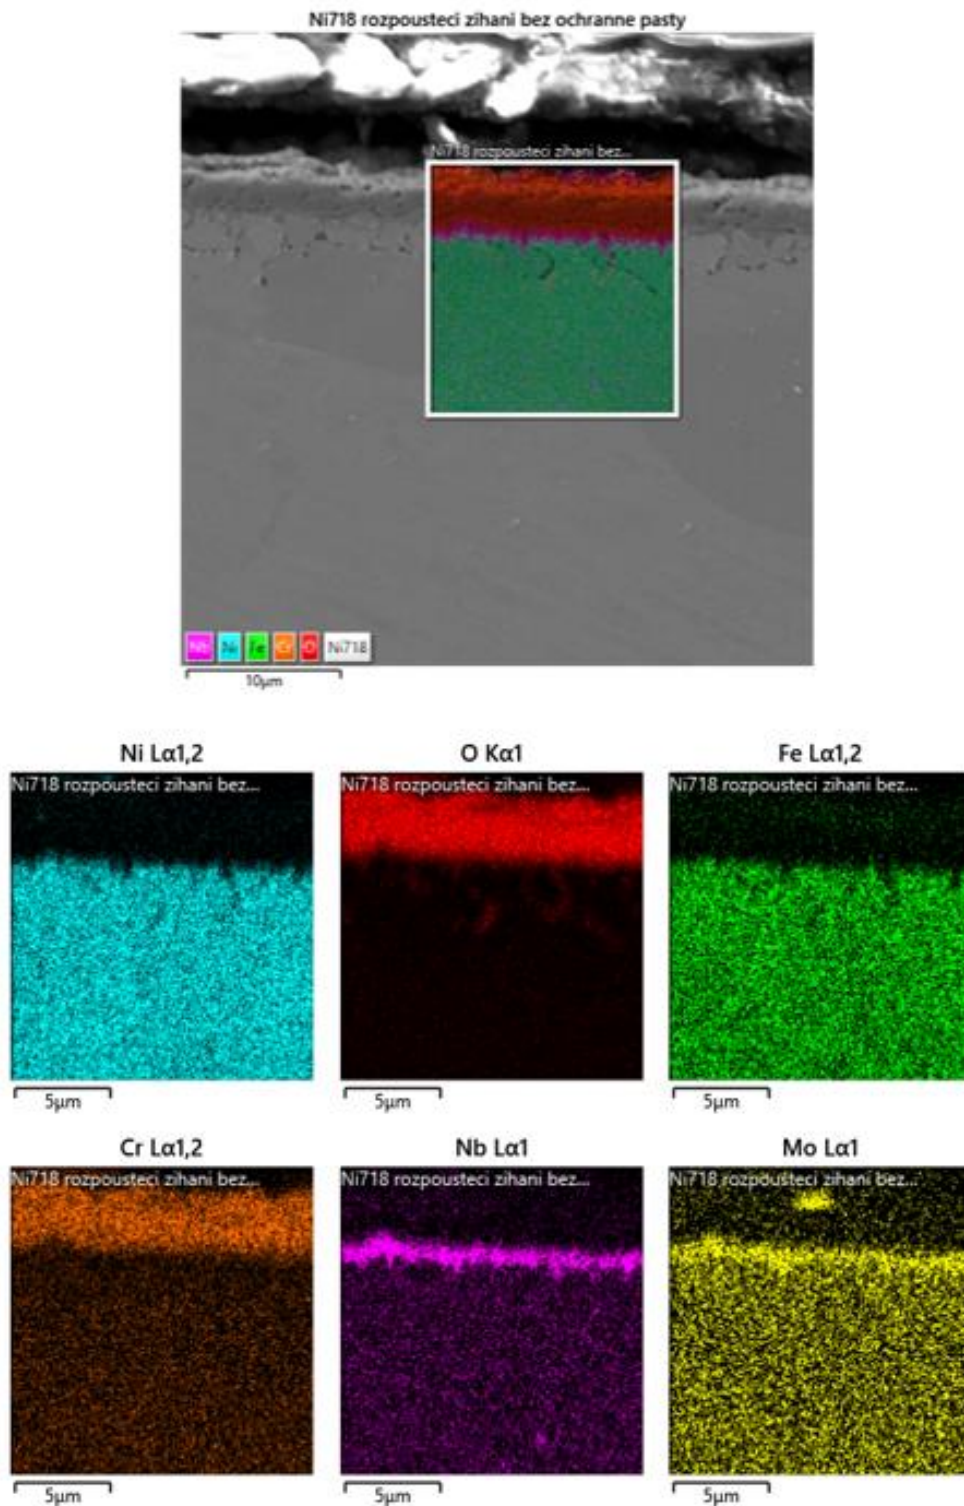 Ni718 rozpousteci zihani bez ochranne pasty
Ni718 rozpousteci zihani bez...
Nb Ni Fe Cr O Ni718
10µm
Ni Lα1,2 O Kα1 Fe Lα1,2
Ni718 rozpousteci zihani bez... Ni718 rozpousteci zihani bez... Ni718 rozpousteci zihani bez...
5µm 5µm 5µm
Cr Lα1,2 Nb Lα1 Mo Lα1
Ni718 rozpousteci zihani bez... Ni718 rozpousteci zihani bez... Ni718 rozpousteci zihani bez...
5µm 5µm 5µm